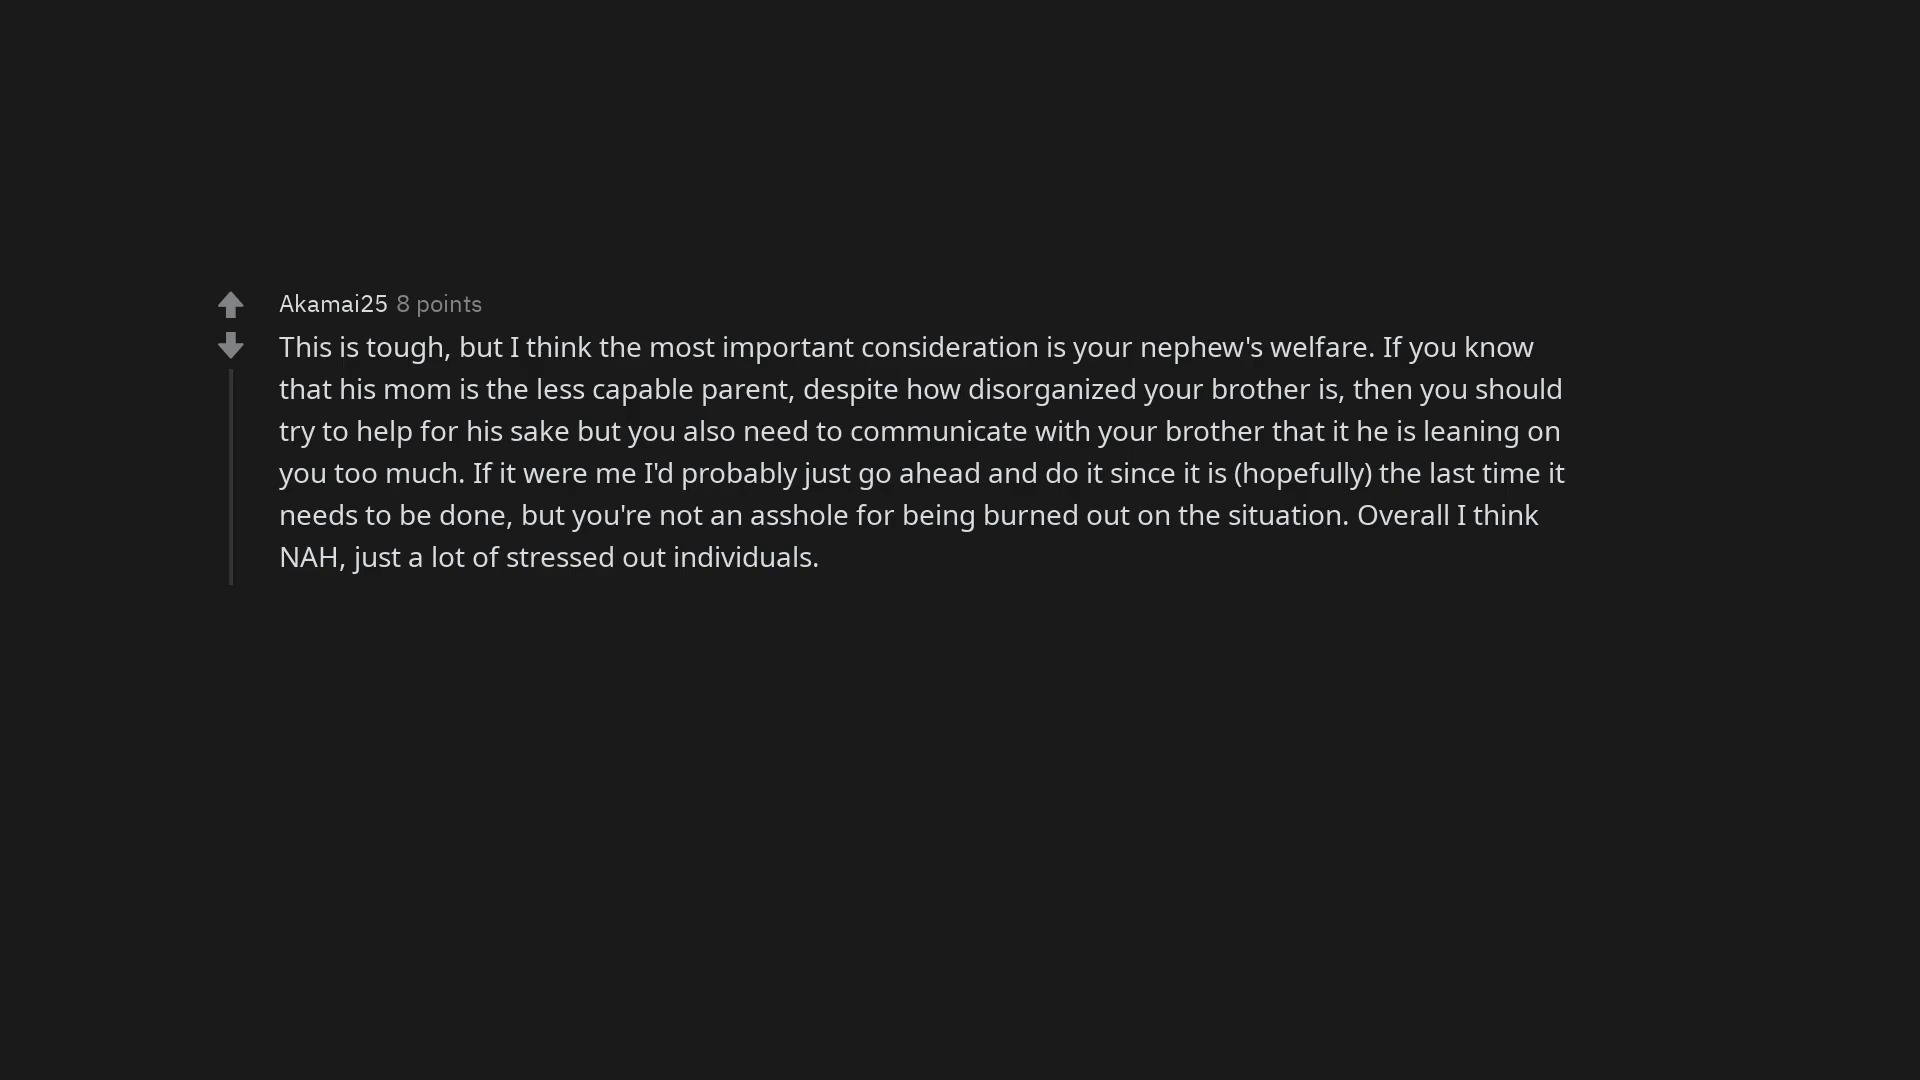 Akamai25 8 points
This is tough, but I think the most important consideration is your nephew's welfare. If you know
that his mom is the less capable parent, despite how disorganized your brother is, then you should
try to help for his sake but you also need to communicate with your brother that it he is leaning on
you too much. If it were me I'd probably just go ahead and do it since it is (hopefully) the last time it
needs to be done, but you're not an asshole for being burned out on the situation. Overall I think
NAH, just a lot of stressed out individuals.